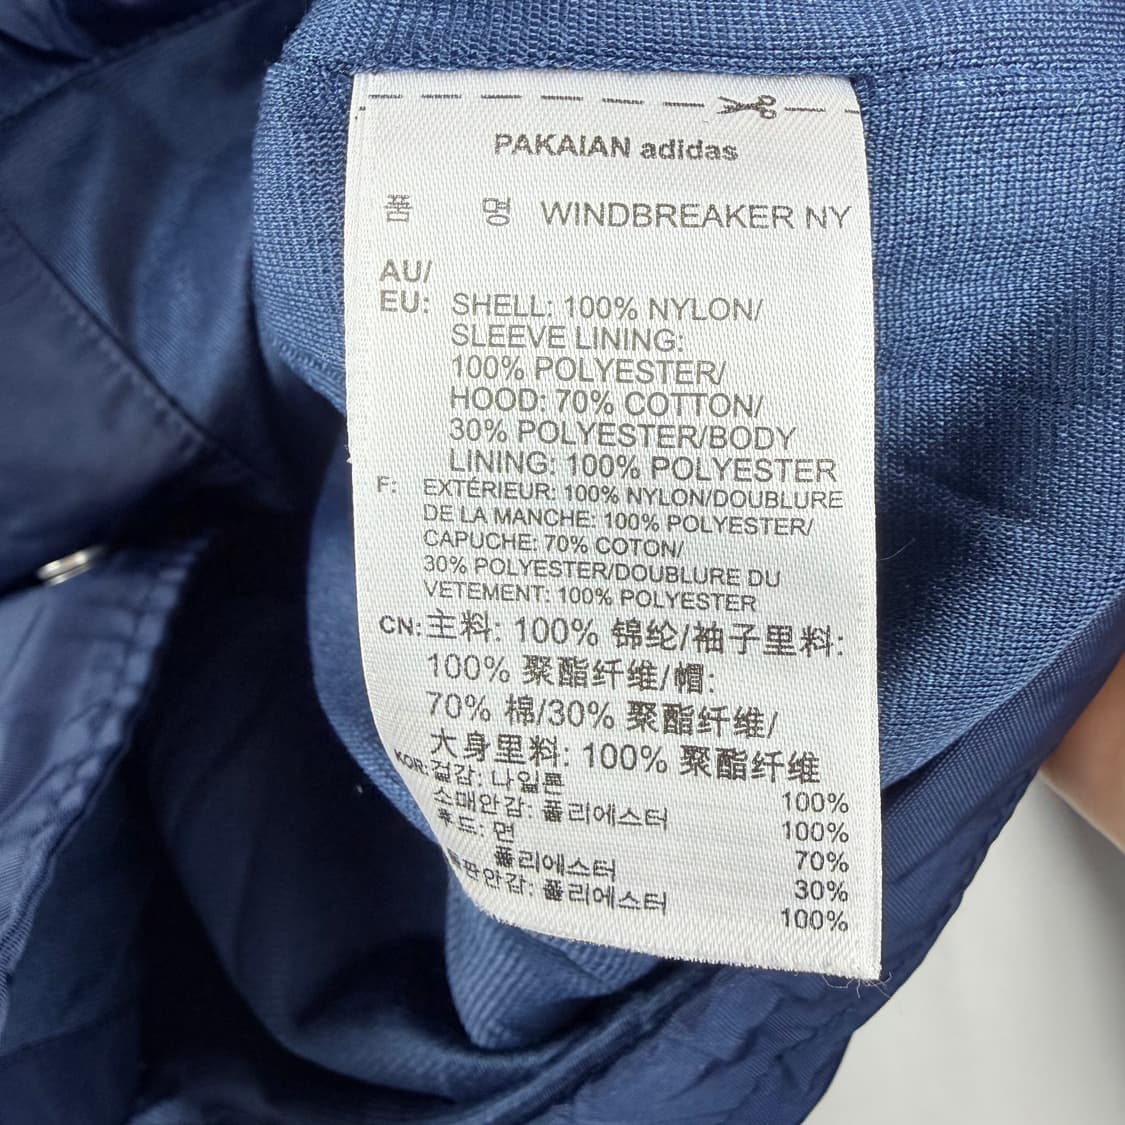 PAKAIAN adidas
품 명 WINDBREAKER NY
AU/
EU: SHELL: 100% NYLON/
SLEEVE LINING:
100% POLYESTER/
HOOD: 70% COTTON/
30% POLYESTER/BODY
LINING: 100% POLYESTER
F: EXTÉRIEUR: 100% NYLON/DOUBLURE
DE LA MANCHE: 100% POLYESTER/
CAPUCHE: 70% COTON/
30% POLYESTER/DOUBLURE DU
VETEMENT: 100% POLYESTER
CN: 主料: 100% 锦纶/袖子里料:
100% 聚酯纤维/帽:
70% 棉/30% 聚酯纤维/
大身里料: 100% 聚酯纤维
KOR: 겉감: 나일론 100%
소매안감: 폴리에스터 100%
후드: 면 70%
폴리에스터 30%
몸판안감: 폴리에스터 100%